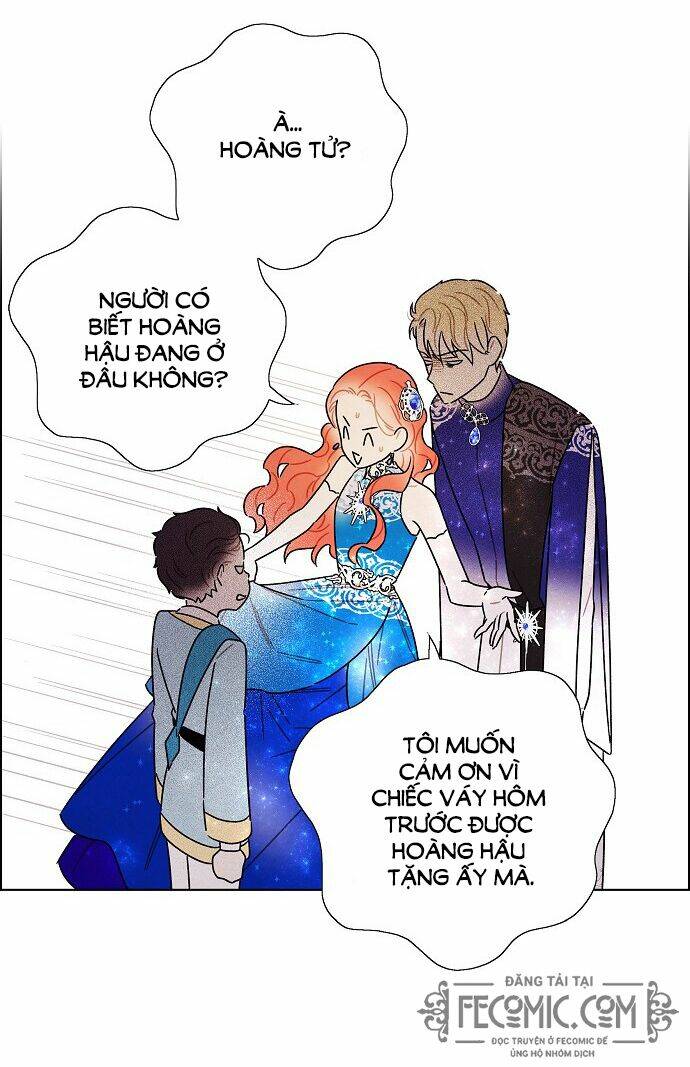 À...
HOÀNG TỬ?
NGƯỜI CÓ
BIẾT HOÀNG
HẬU ĐANG Ở
ĐÂU KHÔNG?
TÔI MUỐN
CẢM ƠN VÌ
CHIẾC VÁY HÔM
TRƯỚC ĐƯỢC
HOÀNG HẬU
TẶNG ẤY MÀ.
ĐĂNG TẢI TẠI
FECOMIC.COM
ĐỌC TRUYỆN Ở FECOMIC ĐỂ
ỦNG HỘ NHÓM DỊCH